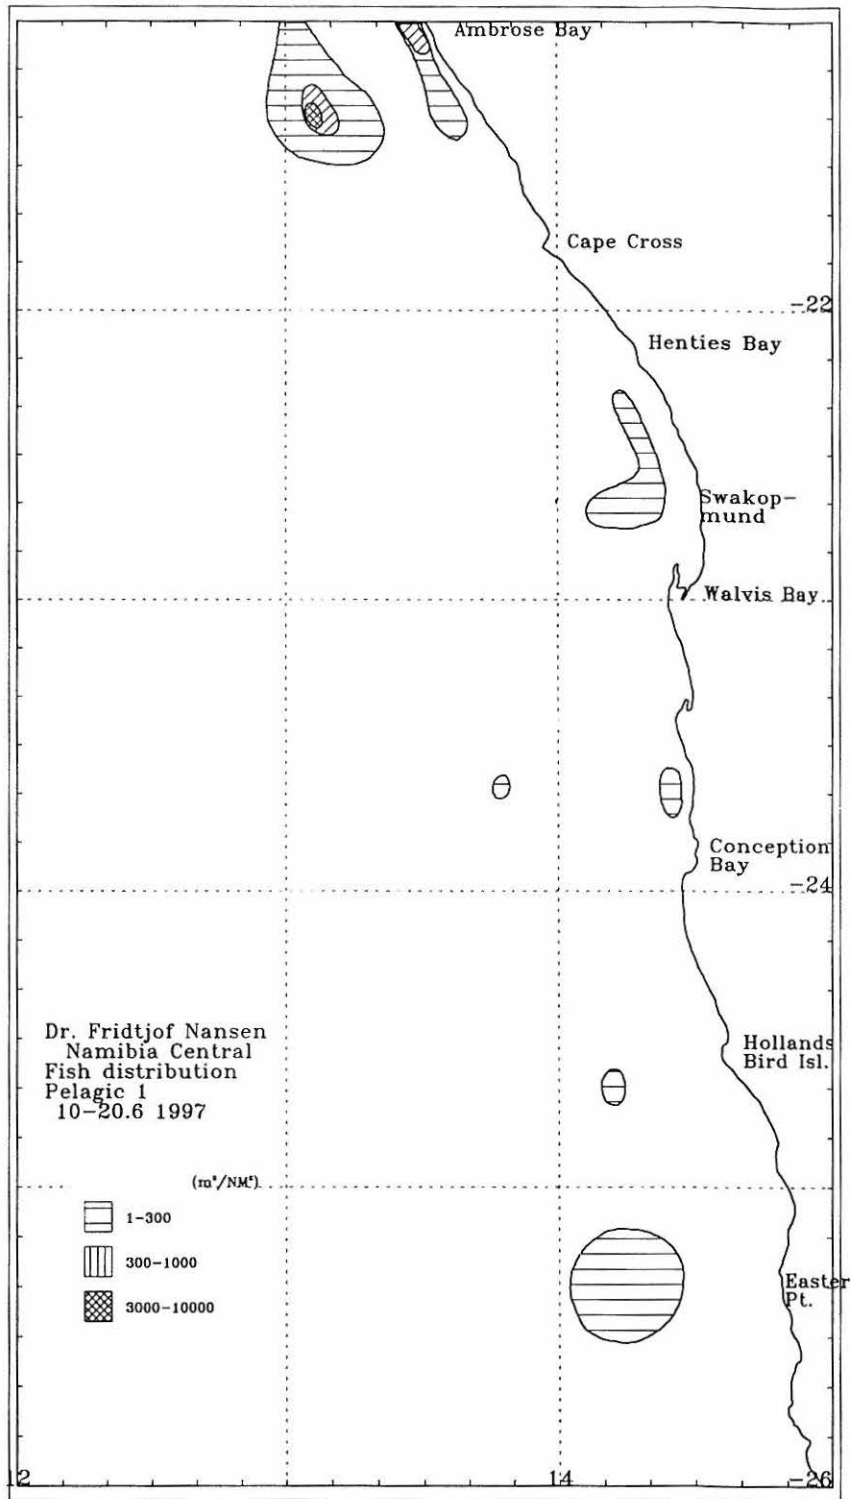 Ambrose Bay
Cape Cross
-22
Henties Bay
Swakop-
mund
Walvis Bay
Conception
Bay
-24
Dr. Fridtjof Nansen
Namibia Central
Fish distribution
Pelagic 1
10-20.6 1997
Hollands
Bird Isl.
(m²/NM²)
1-300
300-1000
3000-10000
Easter
Pt.
12
14
-26